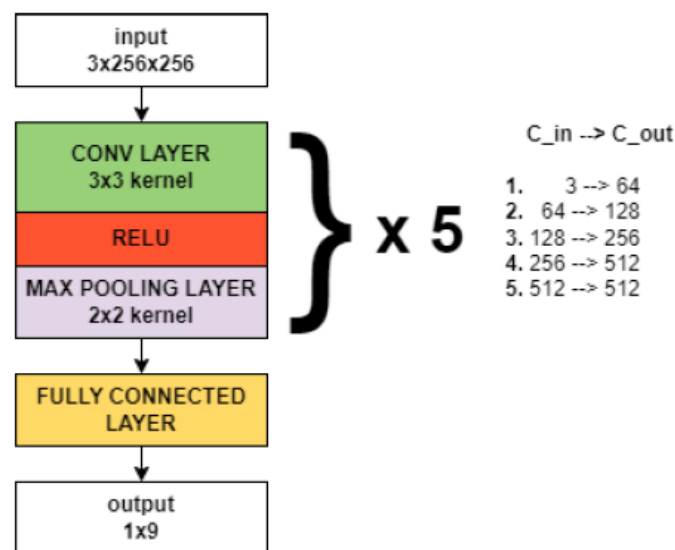 input
3x256x256
CONV LAYER
3x3 kernel
RELU
MAX POOLING LAYER
2x2 kernel
x 5
C_in --> C_out
1. 3 --> 64
2. 64 --> 128
3. 128 --> 256
4. 256 --> 512
5. 512 --> 512
FULLY CONNECTED
LAYER
output
1x9